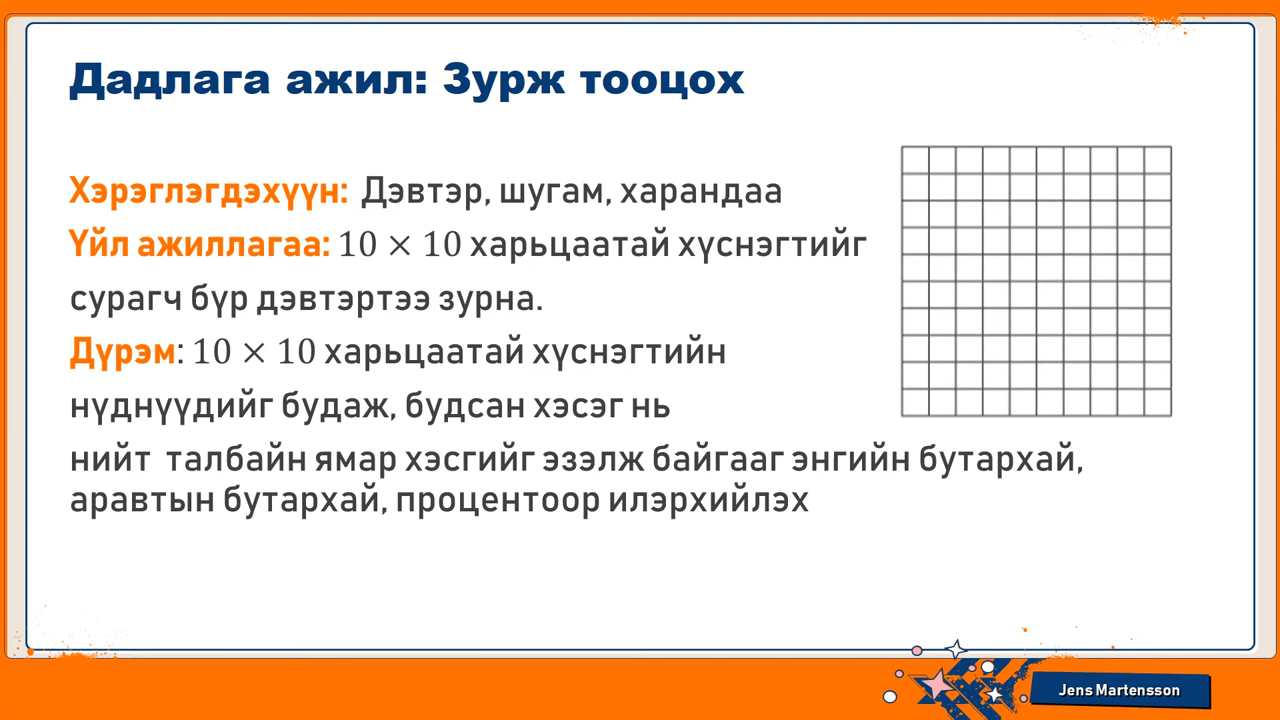 Дадлага ажил: Зурж тооцох
Хэрэглэгдэхүүн: Дэвтэр, шугам, харандаа
Үйл ажиллагаа: 10 × 10 харьцаатай хүснэгтийг
сурагч бүр дэвтэртээ зурна.
Дүрэм: 10 × 10 харьцаатай хүснэгтийн
нүднүүдийг будаж, будсан хэсэг нь
нийт талбайн ямар хэсгийг эзэлж байгааг энгийн бутархай,
аравтын бутархай, процентоор илэрхийлэх
Jens Martensson